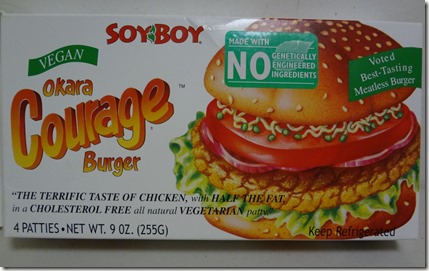 SOYBOY®
VEGAN
Okara
Courage™
Burger
MADE WITH
NO GENETICALLY
ENGINEERED
INGREDIENTS
Voted
Best-Tasting
Meatless Burger
"THE TERRIFIC TASTE OF CHICKEN, with HALF THE FAT,
in a CHOLESTEROL FREE all natural VEGETARIAN patty."
4 PATTIES•NET WT. 9 OZ. (255G)
Keep Refrigerated